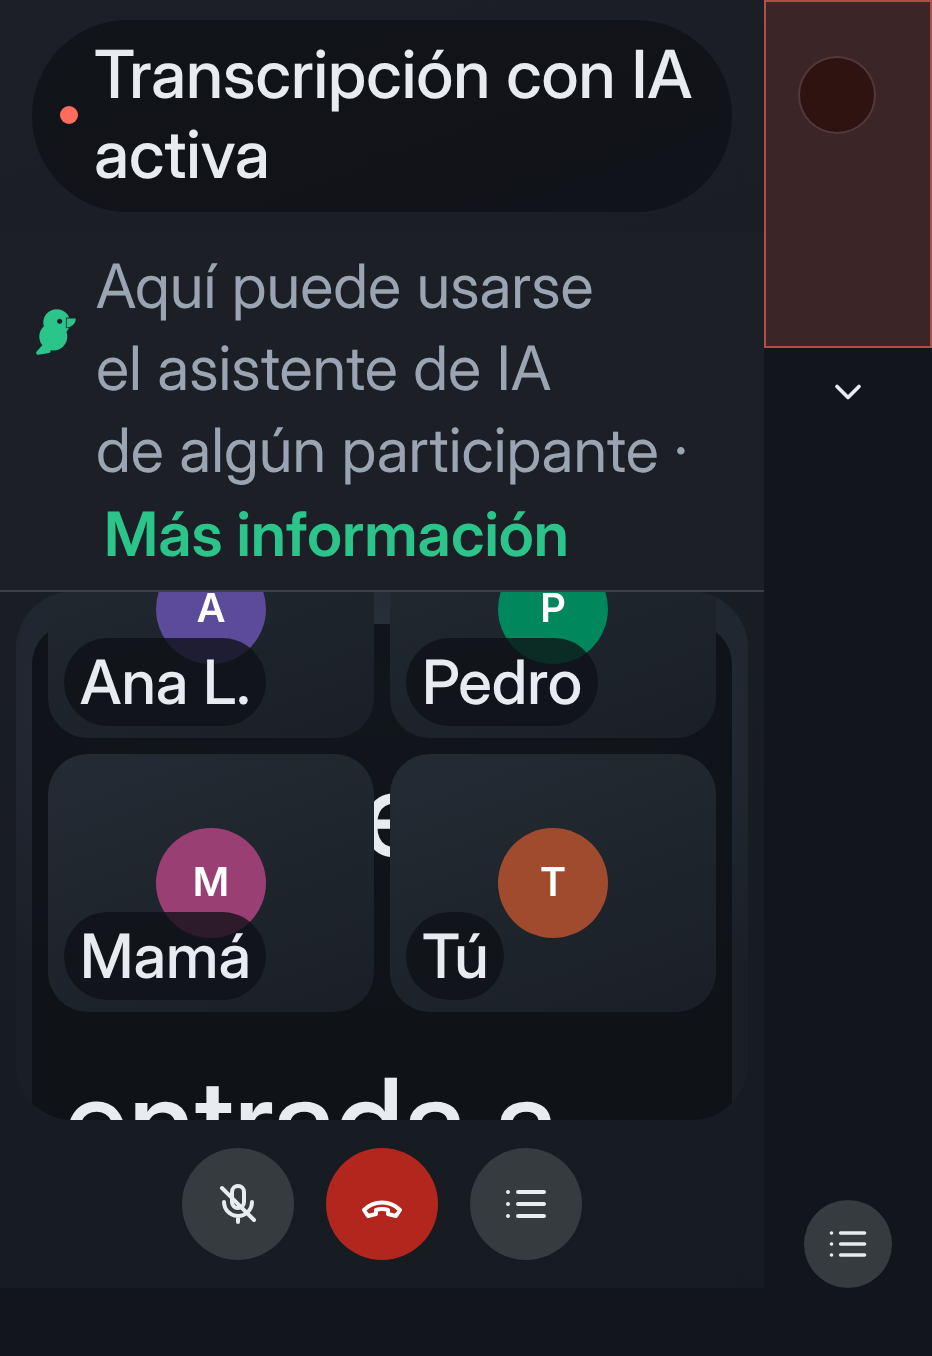 Transcripción con IA
activa
Aquí puede usarse
el asistente de IA
de algún participante ·
Más información
A
P
Ana L.
Pedro
M
T
Mamá
Tú